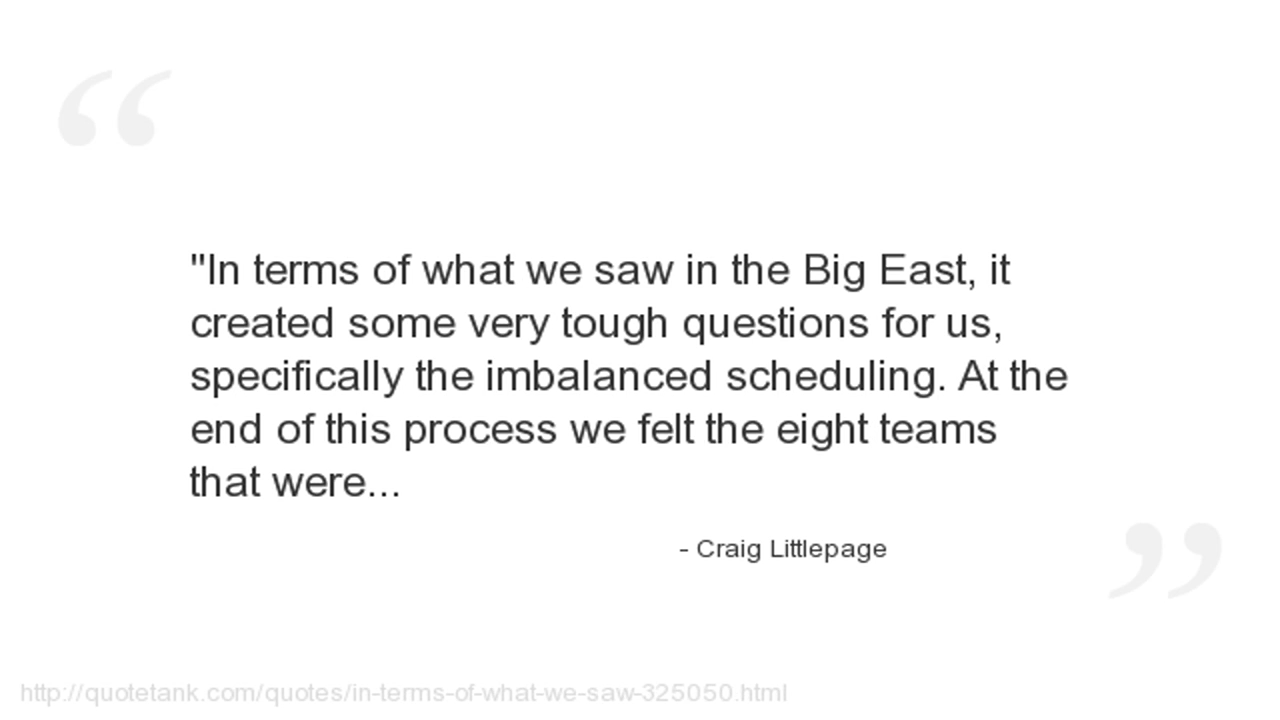 "In terms of what we saw in the Big East, it
created some very tough questions for us,
specifically the imbalanced scheduling. At the
end of this process we felt the eight teams
that were...
- Craig Littlepage
http://quotetank.com/quotes/in-terms-of-what-we-saw-325050.html